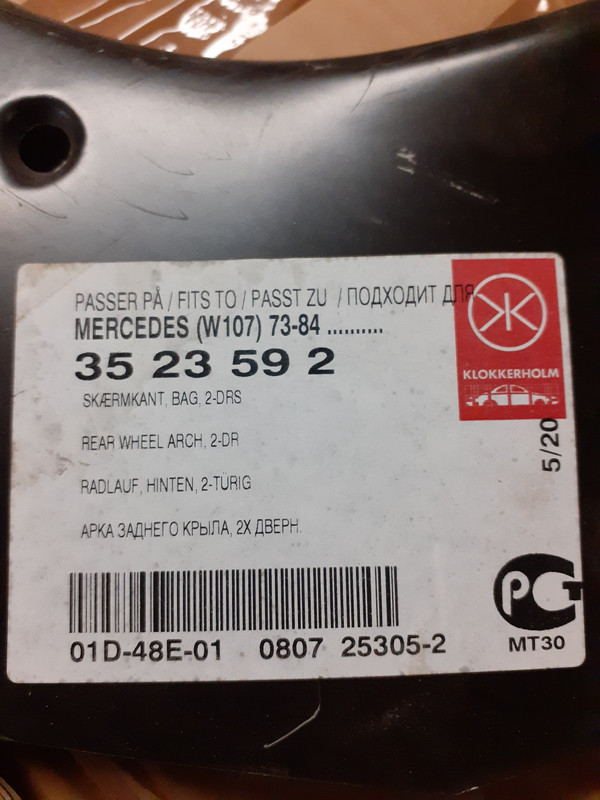 PASSER PÅ / FITS TO / PASST ZU / ПОДХОДИТ ДЛЯ
MERCEDES (W107) 73-84 ..........
35 23 59 2
SKÆRMKANT, BAG, 2-DRS
REAR WHEEL ARCH, 2-DR
RADLAUF, HINTEN, 2-TÜRIG
АРКА ЗАДНЕГО КРЫЛА, 2Х ДВЕРН.
KLOKKERHOLM
5/20
01D-48E-01 0807 25305-2
РСТ
MT30